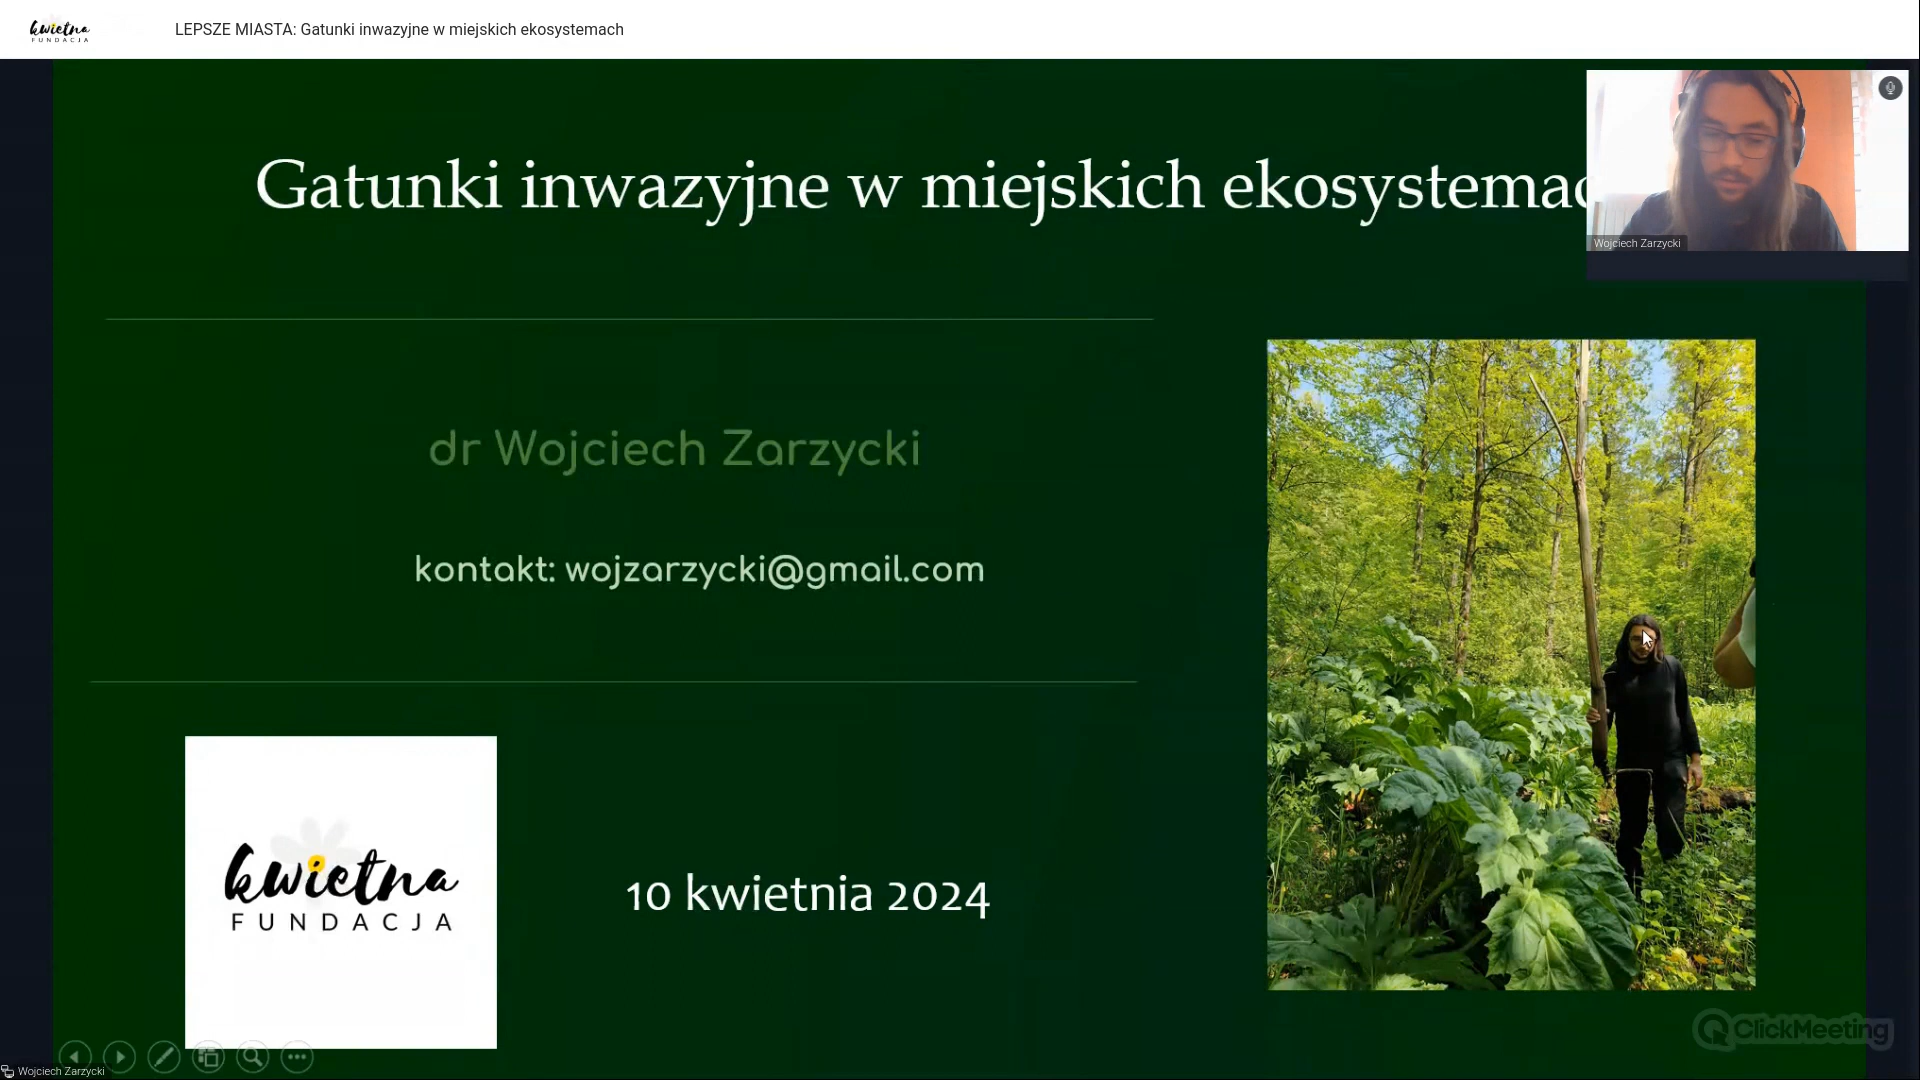 kwietna
FUNDACJA
LEPSZE MIASTA: Gatunki inwazyjne w miejskich ekosystemach
Gatunki inwazyjne w miejskich ekosystemac
Wojciech Zarzycki
dr Wojciech Zarzycki
kontakt: wojzarzycki@gmail.com
kwietna
FUNDACJA
10 kwietnia 2024
ClickMeeting
Wojciech Zarzycki